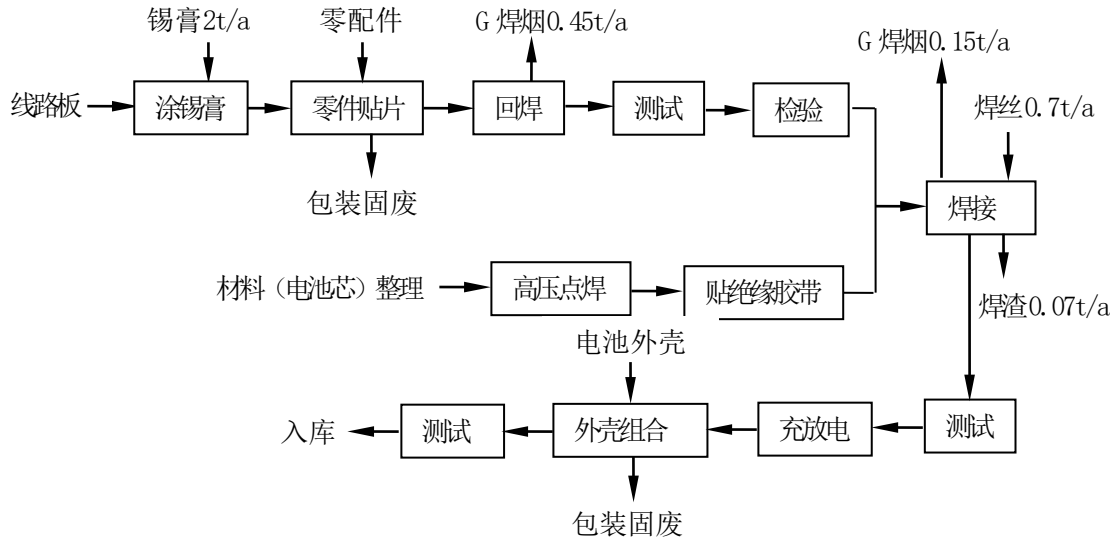 锡膏2t/a
零配件
G 焊烟0.45t/a
G 焊烟0.15t/a
线路板
涂锡膏
零件贴片
回焊
测试
检验
焊丝0.7t/a
包装固废
焊接
材料（电池芯）整理
高压点焊
贴绝缘胶带
焊渣0.07t/a
电池外壳
入库
测试
外壳组合
充放电
测试
包装固废